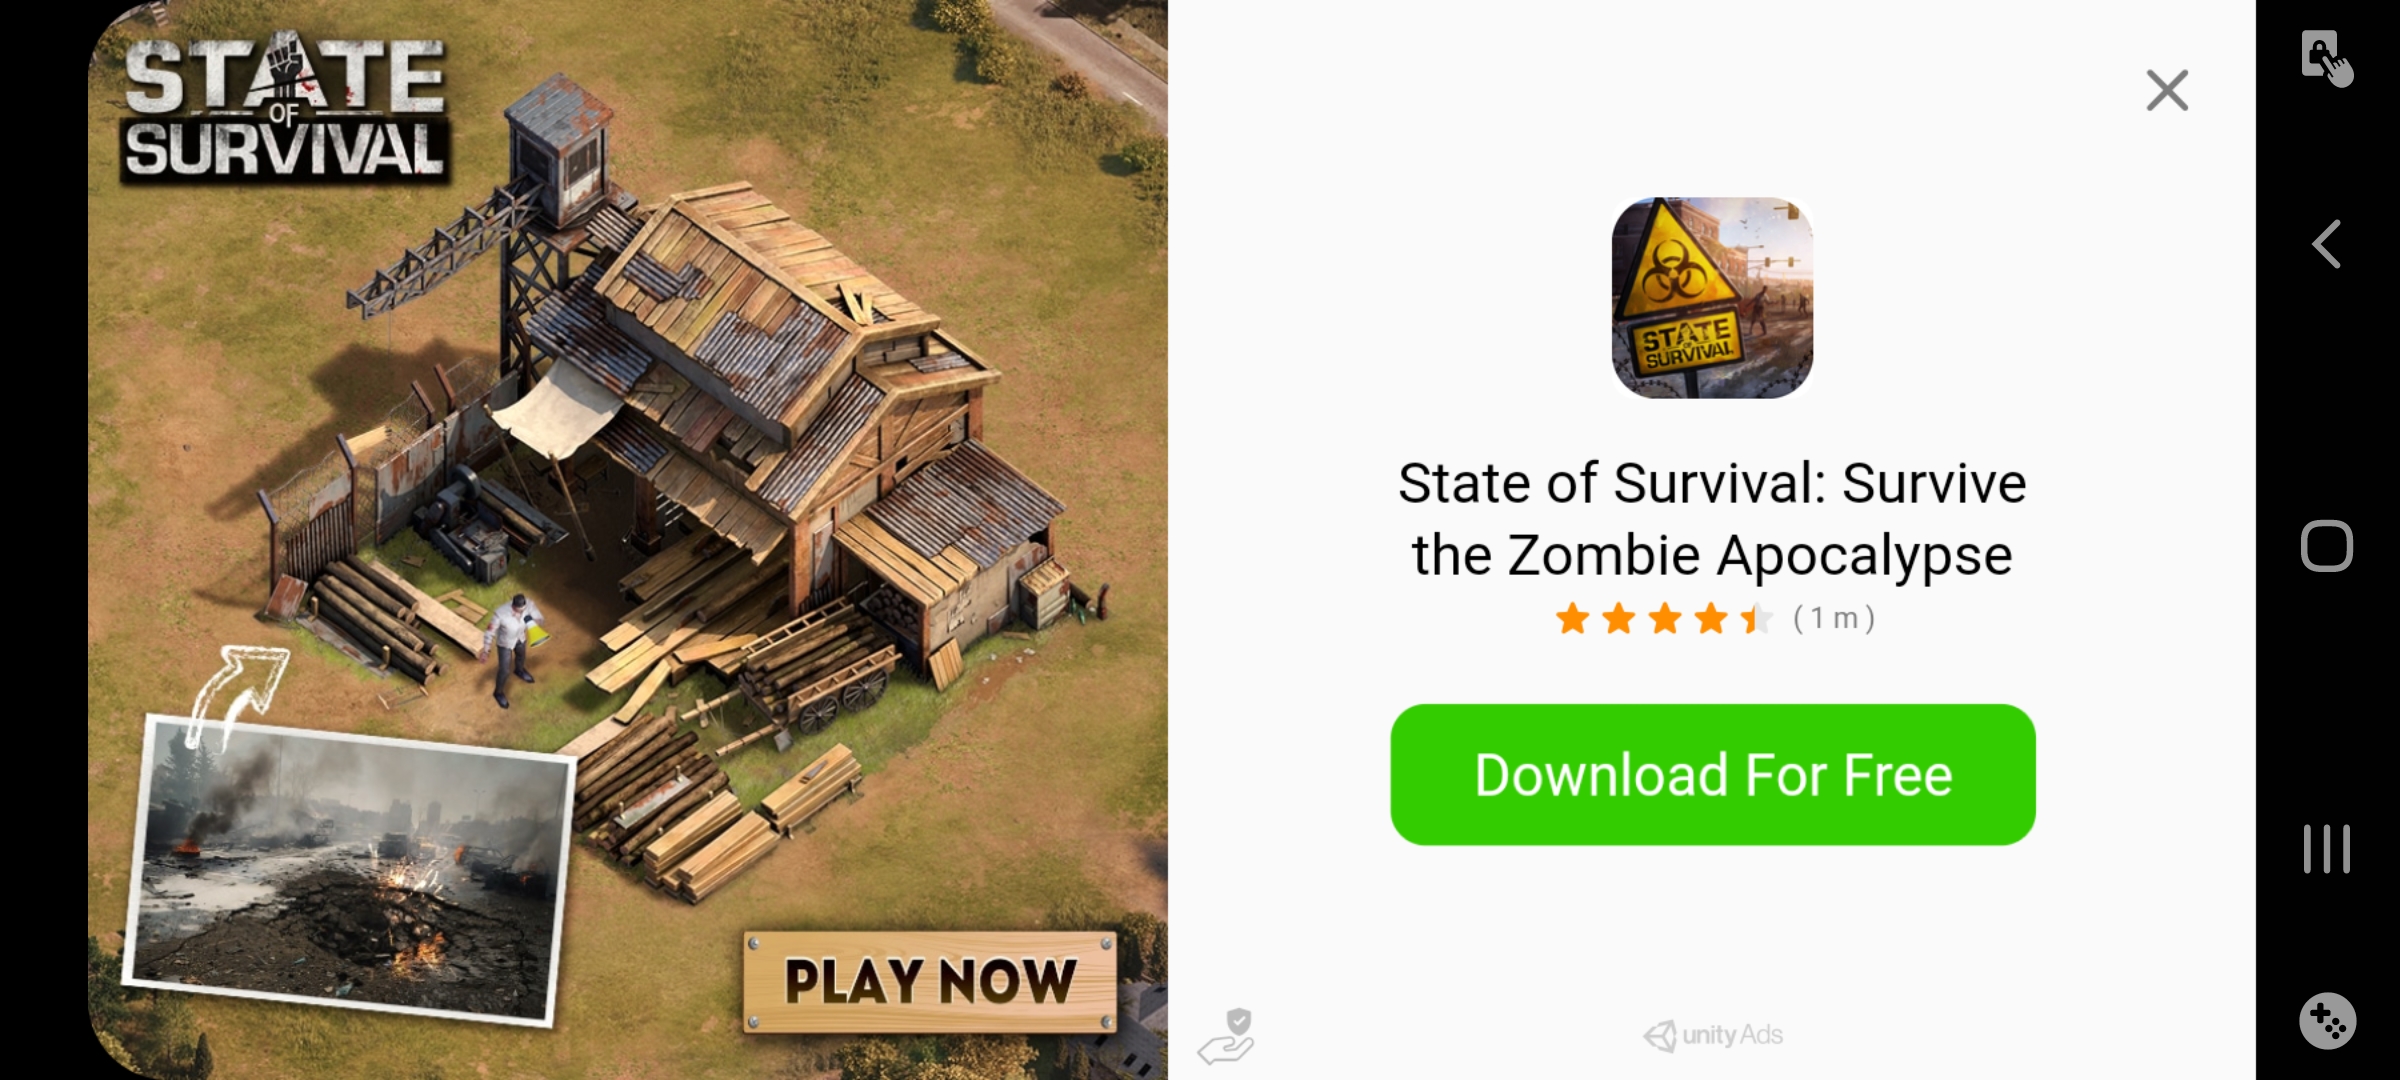 STATE
OF
SURVIVAL
PLAY NOW
STATE
OF
SURVIVAL
State of Survival: Survive
the Zombie Apocalypse
( 1 m )
Download For Free
unity Ads